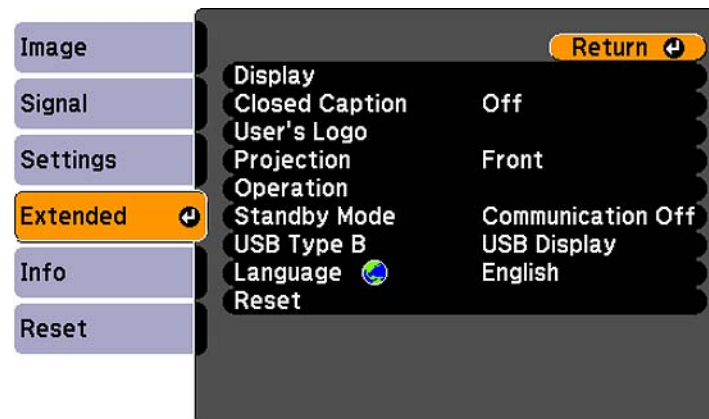 Image
Signal
Settings
Extended
Info
Reset
Return
Display
Closed Caption Off
User's Logo
Projection Front
Operation
Standby Mode Communication Off
USB Type B USB Display
Language English
Reset